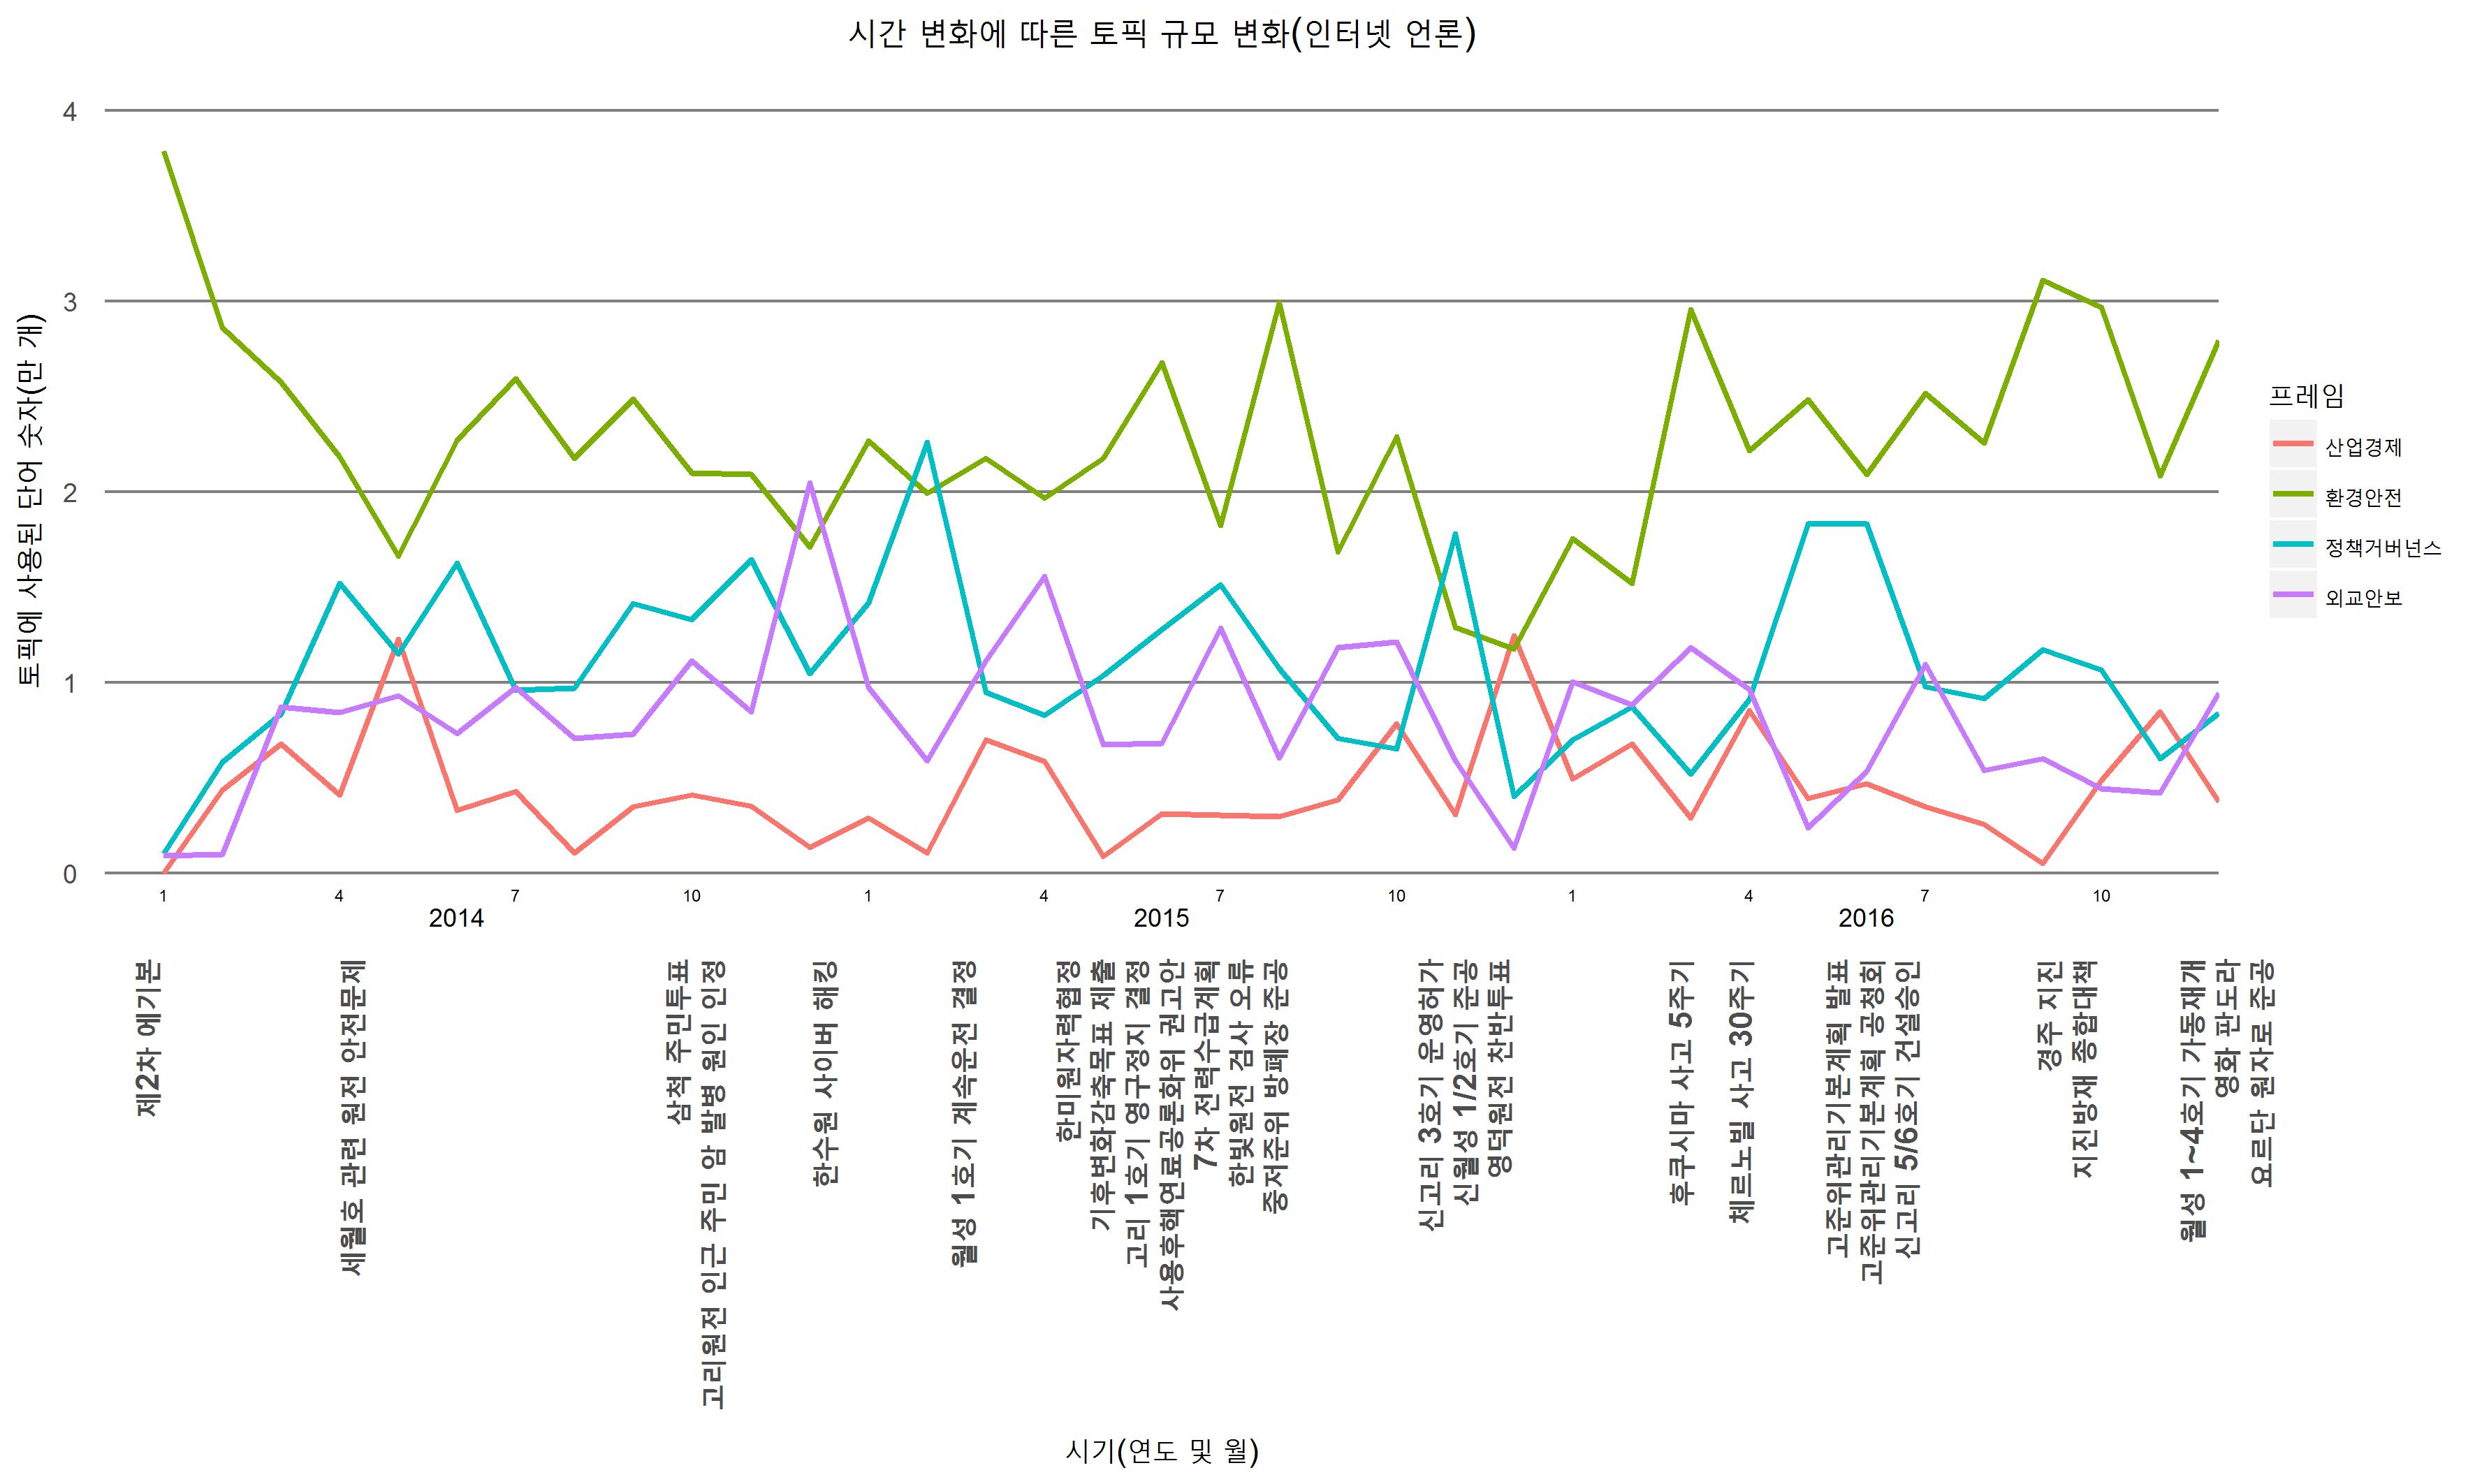 시간 변화에 따른 토픽 규모 변화(인터넷 언론)
토픽에 사용된 단어 숫자(만 개)
4
3
2
1
0
1
4
7
10
1
4
7
10
1
4
7
10
2014
2015
2016
제2차 에기본
세월호 관련 원전 안전문제
삼척 주민투표
고리원전 인근 주민 암 발병 원인 인정
한수원 사이버 해킹
월성 1호기 계속운전 결정
한미원자력협정
기후변화감축목표 제출
고리 1호기 영구정지 결정
사용후핵연료공론화위 권고안
7차 전력수급계획
한빛원전 검사 오류
중저준위 방폐장 준공
신고리 3호기 운영허가
신월성 1/2호기 준공
영덕원전 찬반투표
후쿠시마 사고 5주기
체르노빌 사고 30주기
고준위관리기본계획 발표
고준위관리기본계획 공청회
신고리 5/6호기 건설승인
경주 지진
지진방재 종합대책
월성 1~4호기 가동재개
영화 판도라
요르단 원자로 준공
시기(연도 및 월)
프레임
산업경제
환경안전
정책거버넌스
외교안보